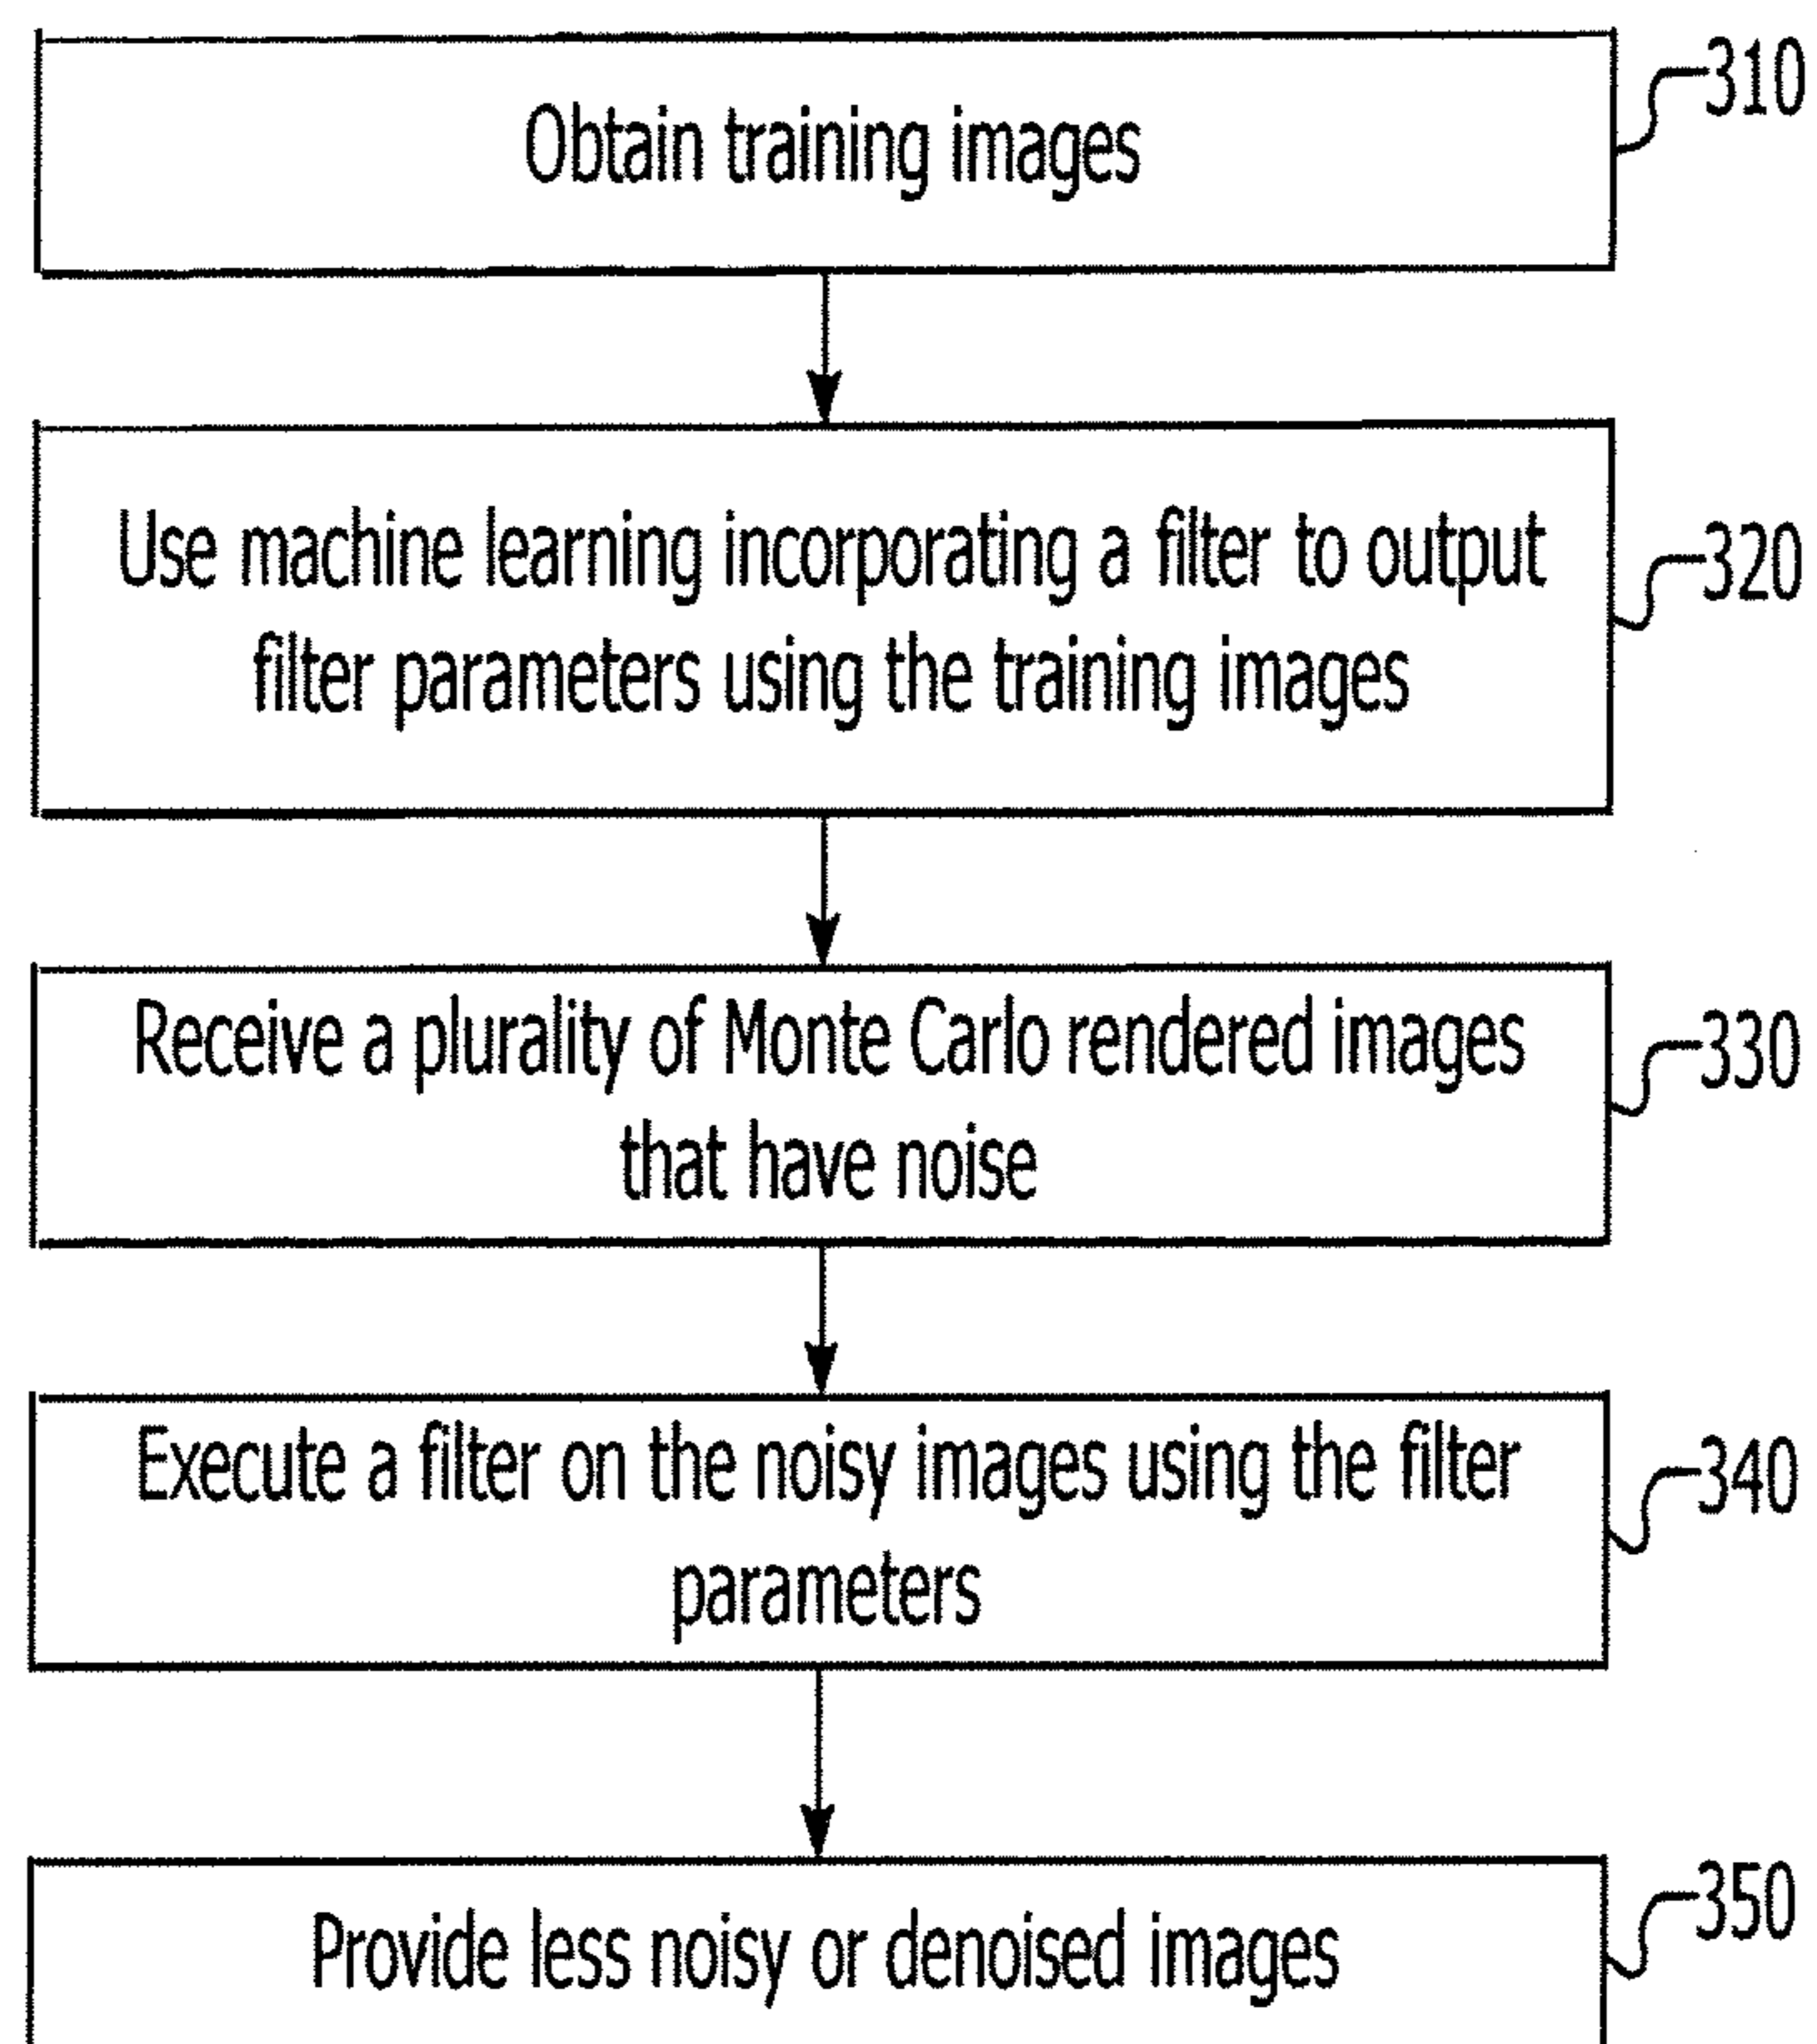 Obtain training images
310
Use machine learning incorporating a filter to output
filter parameters using the training images
320
Receive a plurality of Monte Carlo rendered images
that have noise
330
Execute a filter on the noisy images using the filter
parameters
340
Provide less noisy or denoised images
350